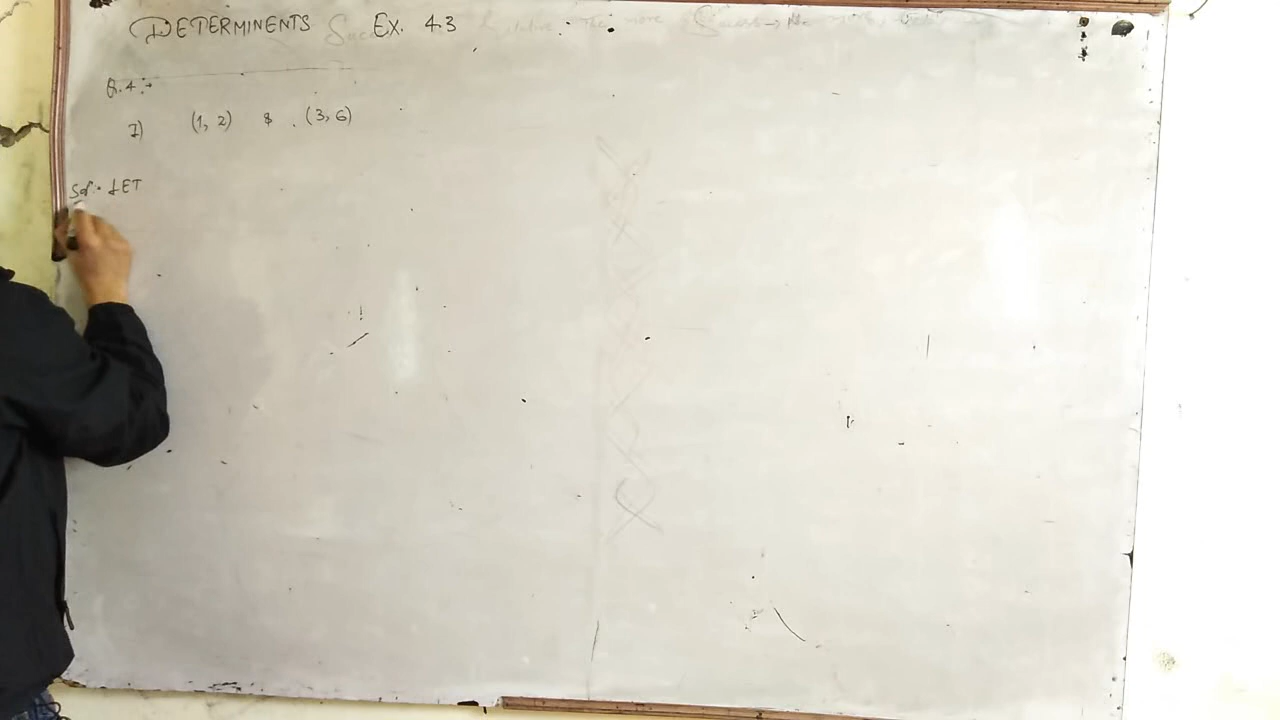 DETERMINENTS Ex. 4.3
Q.4:→
I) (1, 2) & (3, 6)
Sol:- LET